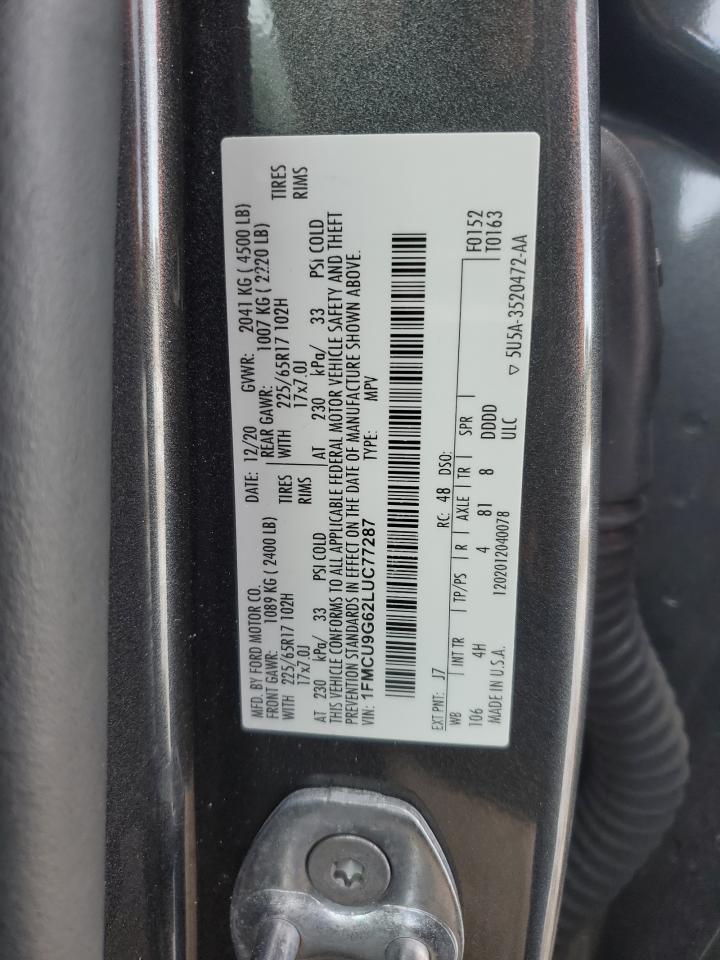 MFD. BY FORD MOTOR CO. DATE: 12/20 GVWR: 2041 KG ( 4500 LB)
FRONT GAWR: 1089 KG ( 2400 LB) REAR GAWR: 1007 KG ( 2220 LB)
WITH 225/65R17 102H TIRES WITH 225/65R17 102H TIRES
17x7.0J RIMS 17x7.0J RIMS
AT 230 kPa/ 33 PSI COLD AT 230 kPa/ 33 PSI COLD
THIS VEHICLE CONFORMS TO ALL APPLICABLE FEDERAL MOTOR VEHICLE SAFETY AND THEFT
PREVENTION STANDARDS IN EFFECT ON THE DATE OF MANUFACTURE SHOWN ABOVE.
VIN: 1FMCU9G62LUC77287 TYPE: MPV
EXT PNT: J7 RC: 48 DSO: F0152
WB INT TR TP/PS R AXLE TR SPR T0163
106 4H 4 81 8 DDDD
MADE IN U.S.A. 1202012040078 ULC ▽ 5U5A-3520472-AA